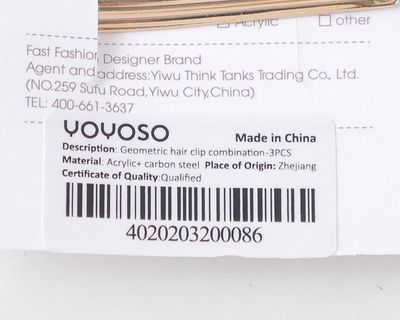 Acrylic other
Fast Fashion Designer Brand
Agent and address:Yiwu Think Tanks Trading Co,. Ltd.
(NO.259 Sufu Road,Yiwu City,China)
TEL: 400-661-3637
YOYOSO Made in China
Description: Geometric hair clip combination-3PCS
Material: Acrylic+ carbon steel Place of Origin: Zhejiang
Certificate of Quality:Qualified
4020203200086